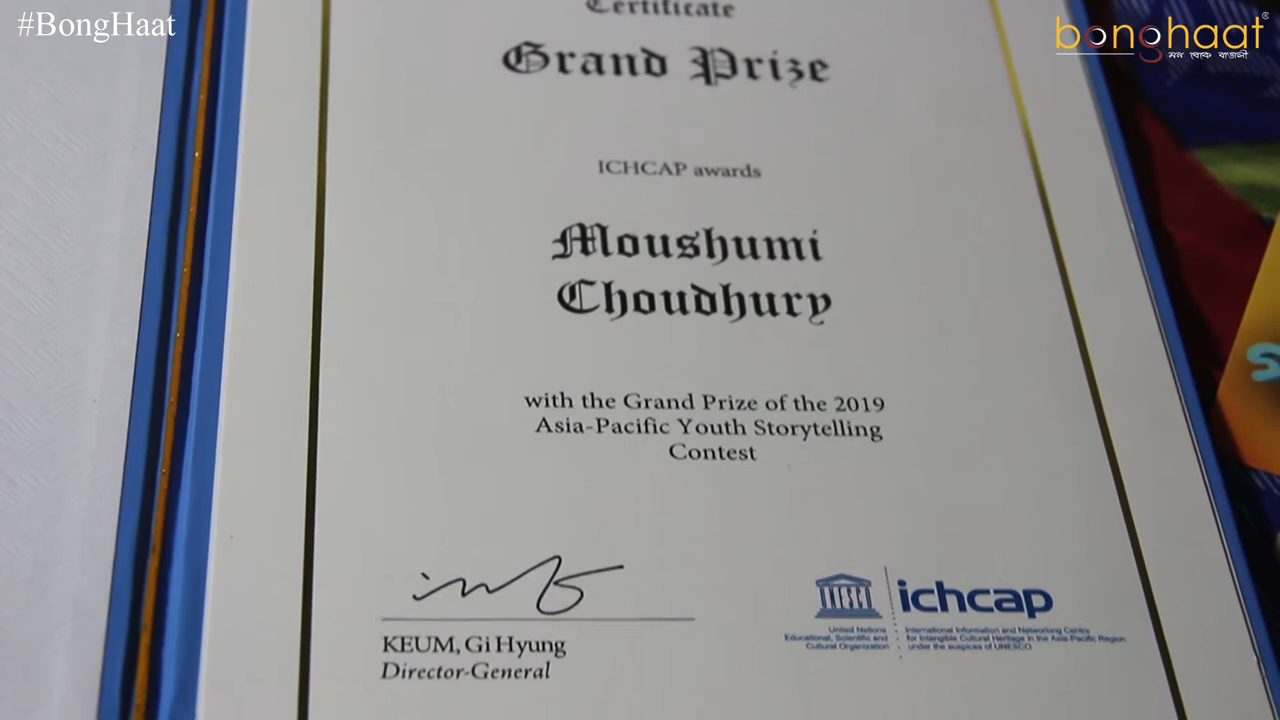 #BongHaat
bonghaat
মন থেকে বাঙালী
Certificate
Grand Prize
ICHCAP awards
Moushumi
Choudhury
with the Grand Prize of the 2019
Asia-Pacific Youth Storytelling
Contest
KEUM, Gi Hyung
Director-General
UNESCO
United Nations
Educational, Scientific and
Cultural Organization
ichcap
International Information and Networking Centre
for Intangible Cultural Heritage in the Asia-Pacific Region
under the auspices of UNESCO